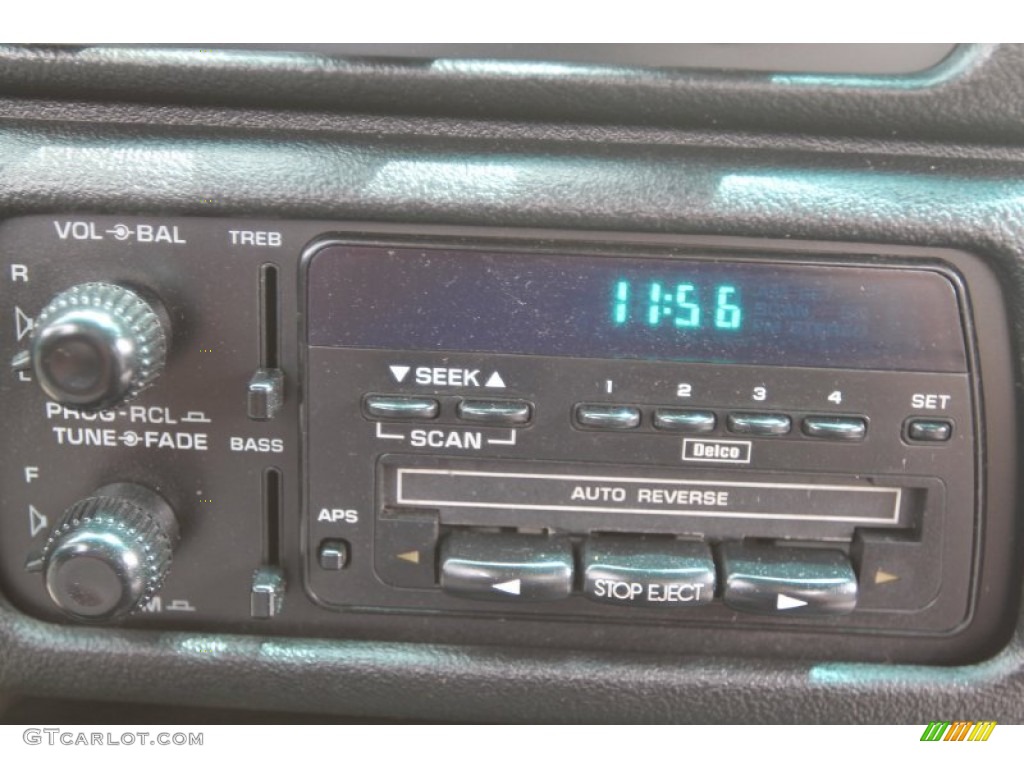 VOL BAL
TREB
R
11:56
L
▼ SEEK ▲
1 2 3 4
SET
PROG-RCL
TUNE FADE
SCAN
Delco
BASS
F
AUTO REVERSE
APS
STOP EJECT
GTCARLOT.COM